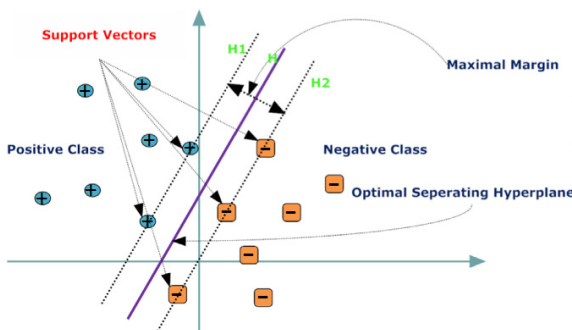 Support Vectors
H1
H
H2
Maximal Margin
Positive Class
Negative Class
Optimal Seperating Hyperplane